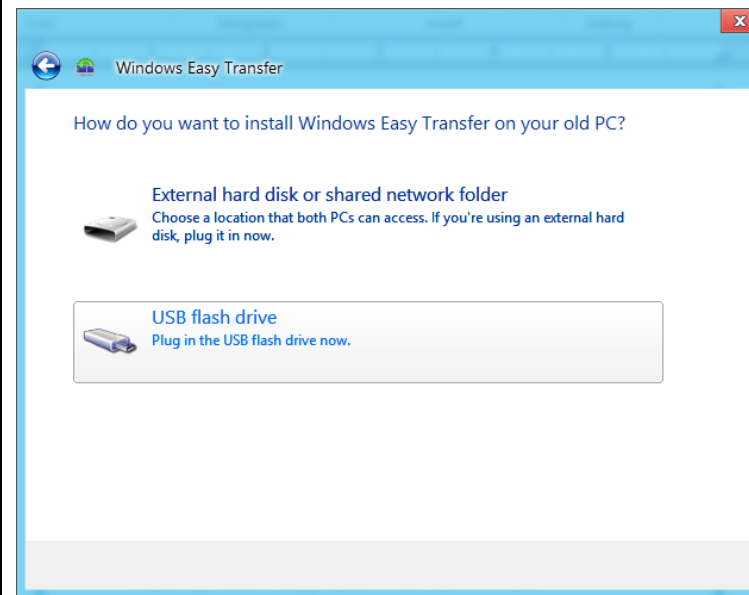 Windows Easy Transfer
How do you want to install Windows Easy Transfer on your old PC?
External hard disk or shared network folder
Choose a location that both PCs can access. If you're using an external hard
disk, plug it in now.
USB flash drive
Plug in the USB flash drive now.